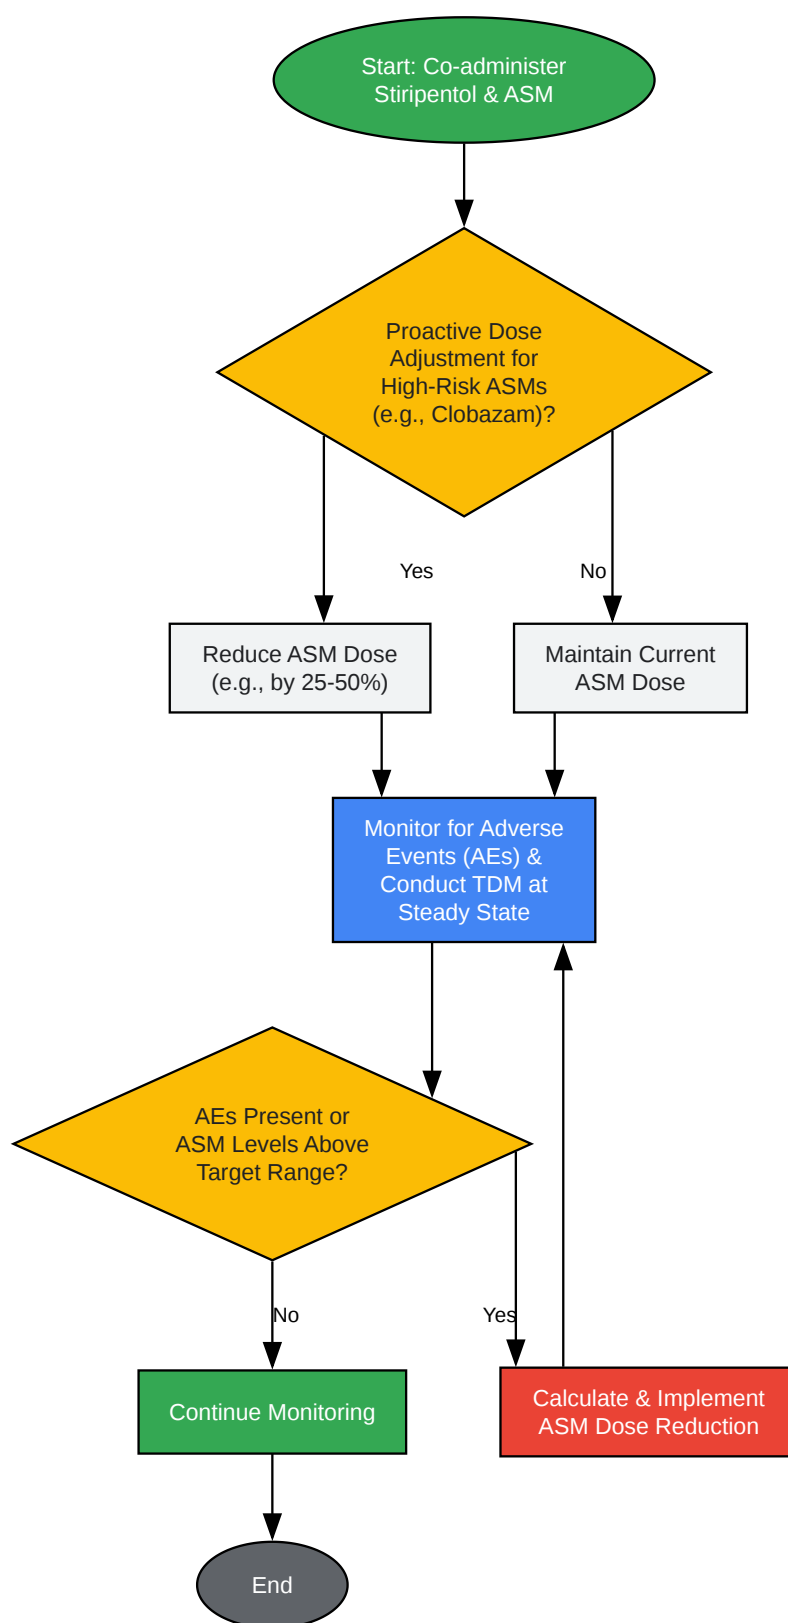 Start: Co-administer
Stiripentol & ASM
Proactive Dose
Adjustment for
High-Risk ASMs
(e.g., Clobazam)?
Yes
No
Reduce ASM Dose
(e.g., by 25-50%)
Maintain Current
ASM Dose
Monitor for Adverse
Events (AEs) &
Conduct TDM at
Steady State
AEs Present or
ASM Levels Above
Target Range?
No
Yes
Continue Monitoring
Calculate & Implement
ASM Dose Reduction
End